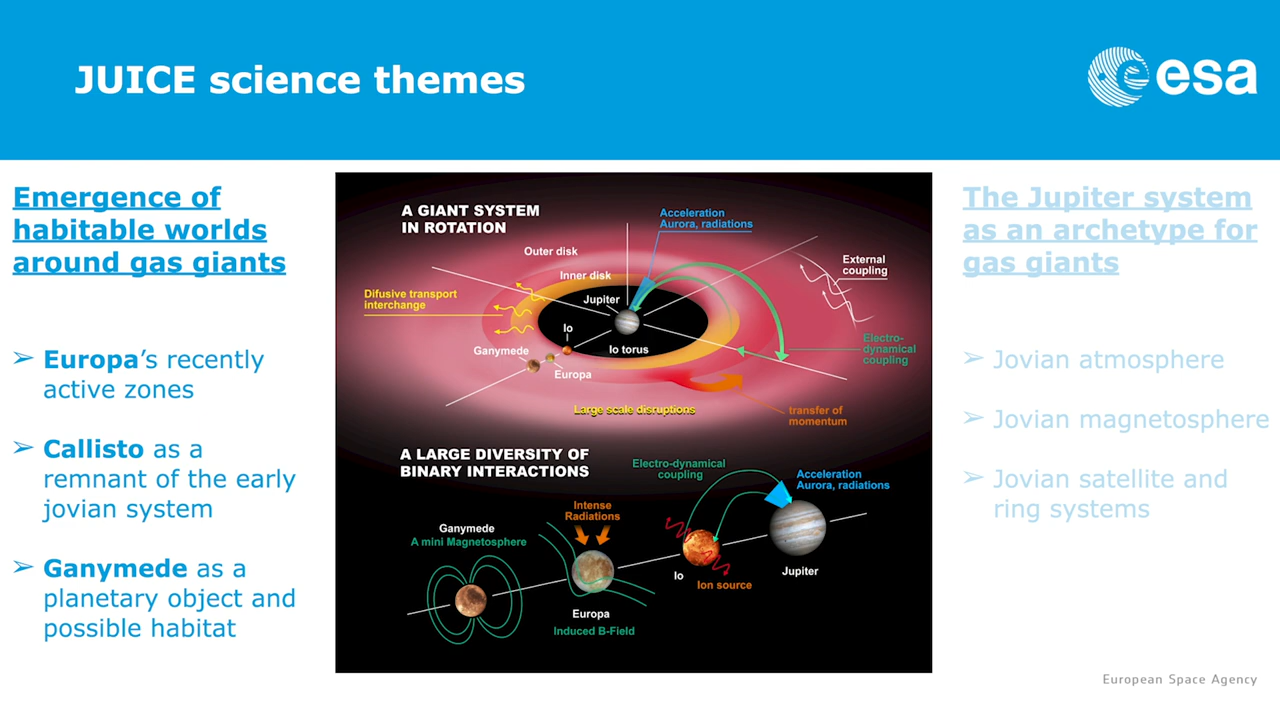 JUICE science themes
esa
Emergence of
habitable worlds
around gas giants
➢ Europa’s recently
active zones
➢ Callisto as a
remnant of the early
jovian system
➢ Ganymede as a
planetary object and
possible habitat
A GIANT SYSTEM
IN ROTATION
Acceleration
Aurora, radiations
Outer disk
External
coupling
Inner disk
Difusive transport
interchange
Jupiter
Io
Io torus
Ganymede
Europa
Electro-
dynamical
coupling
Large scale disruptions
transfer of
momentum
A LARGE DIVERSITY OF
BINARY INTERACTIONS
Electro-dynamical
coupling
Acceleration
Aurora, radiations
Intense
Radiations
Ganymede
A mini Magnetosphere
Io
Jupiter
Ion source
Europa
Induced B-Field
The Jupiter system
as an archetype for
gas giants
➢ Jovian atmosphere
➢ Jovian magnetosphere
➢ Jovian satellite and
ring systems
European Space Agency